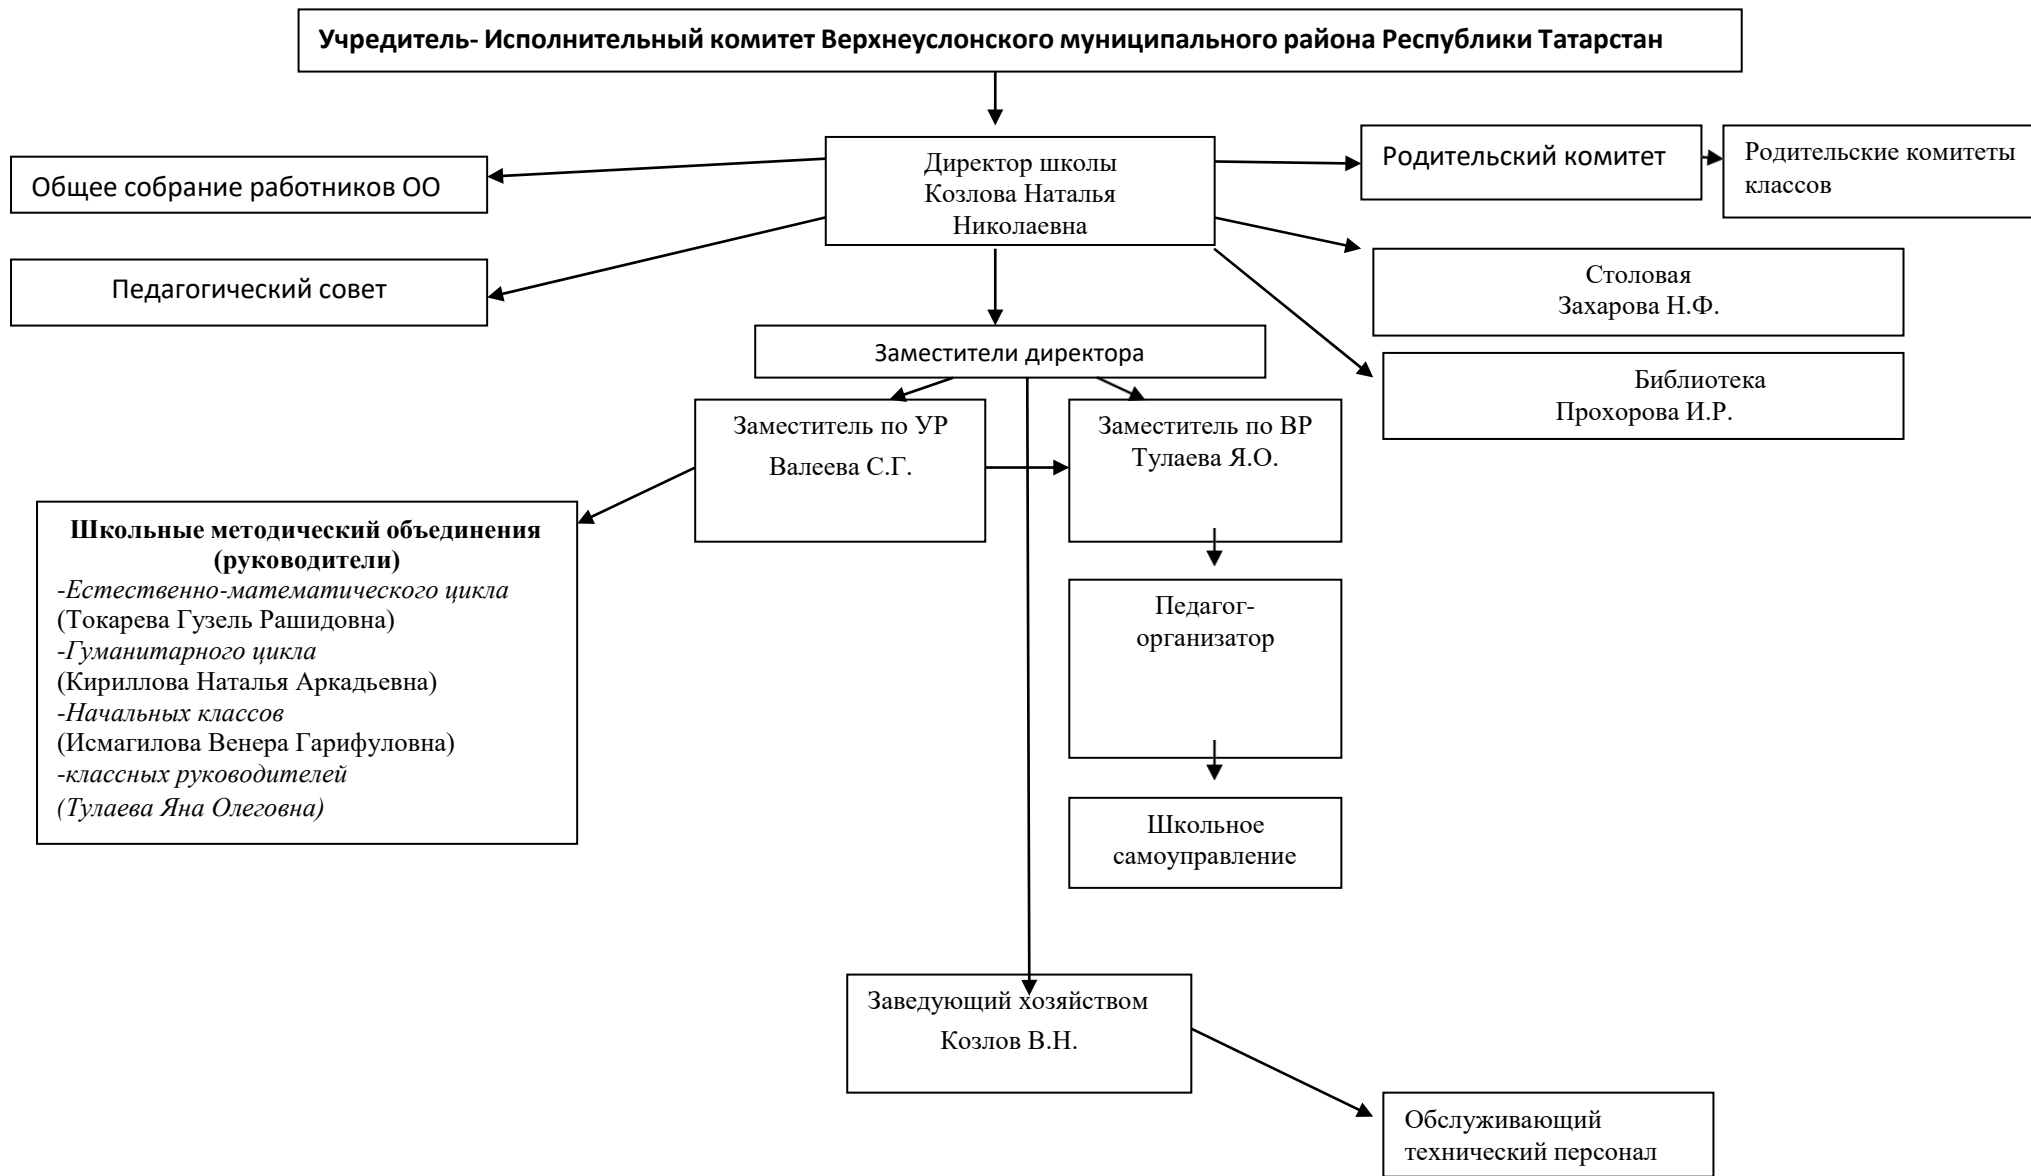 Учредитель- Исполнительный комитет Верхнеуслонского муниципального района Республики Татарстан
Директор школы
Козлова Наталья
Николаевна
Общее собрание работников ОО
Родительский комитет
Родительские комитеты
классов
Педагогический совет
Столовая
Захарова Н.Ф.
Заместители директора
Библиотека
Прохорова И.Р.
Заместитель по УР
Валеева С.Г.
Заместитель по ВР
Тулаева Я.О.
Школьные методический объединения
(руководители)
-Естественно-математического цикла
(Токарева Гузель Рашидовна)
-Гуманитарного цикла
(Кириллова Наталья Аркадьевна)
-Начальных классов
(Исмагилова Венера Гарифуловна)
-классных руководителей
(Тулаева Яна Олеговна)
Педагог-
организатор
Школьное
самоуправление
Заведующий хозяйством
Козлов В.Н.
Обслуживающий
технический персонал